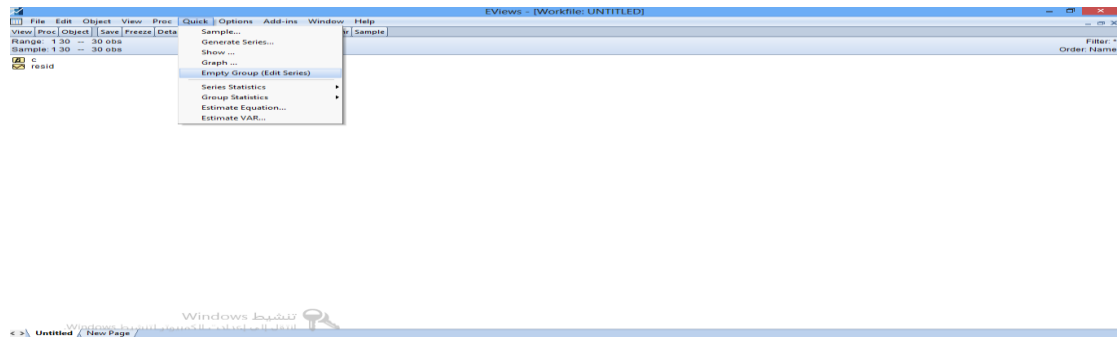 EViews - [Workfile: UNTITLED]
File Edit Object View Proc Quick Options Add-ins Window Help
View Proc Object Save Freeze Sample
Range: 1 30 -- 30 obs
Filter: *
Sample: 1 30 -- 30 obs
Order: Name
c
resid
Sample...
Generate Series...
Show ...
Graph ...
Empty Group (Edit Series)
Series Statistics
Group Statistics
Estimate Equation...
Estimate VAR...
تنشيط Windows
Untitled New Page